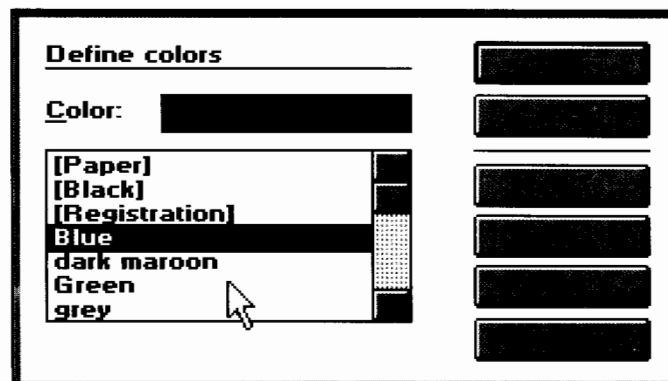 Define colors
Color:
[Paper]
[Black]
[Registration]
Blue
dark maroon
Green
grey